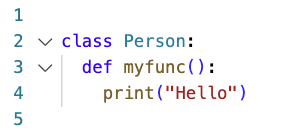 1
2 class Person:
3 def myfunc():
4 print("Hello")
5